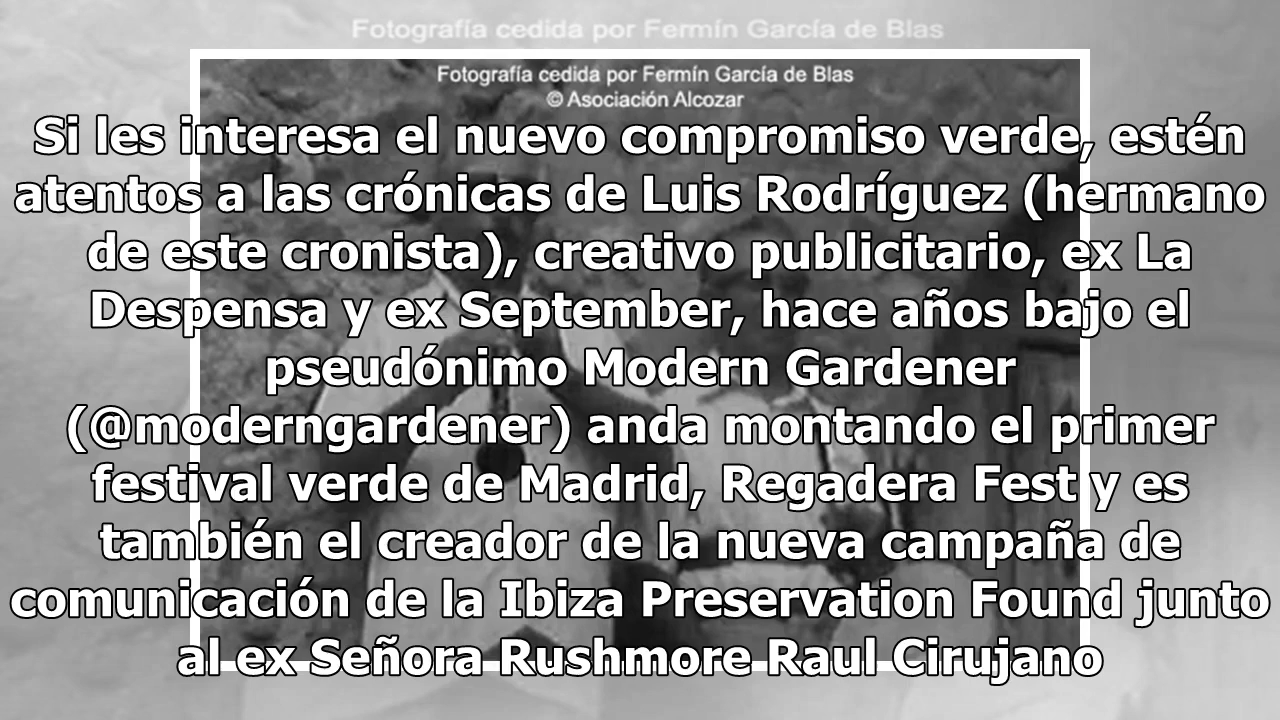 Fotografía cedida por Fermín García de Blas
Fotografía cedida por Fermín García de Blas
© Asociación Alcozar
Si les interesa el nuevo compromiso verde, estén
atentos a las crónicas de Luis Rodríguez (hermano
de este cronista), creativo publicitario, ex La
Despensa y ex September, hace años bajo el
pseudónimo Modern Gardener
(@moderngardener) anda montando el primer
festival verde de Madrid, Regadera Fest y es
también el creador de la nueva campaña de
comunicación de la Ibiza Preservation Found junto
al ex Señora Rushmore Raul Cirujano